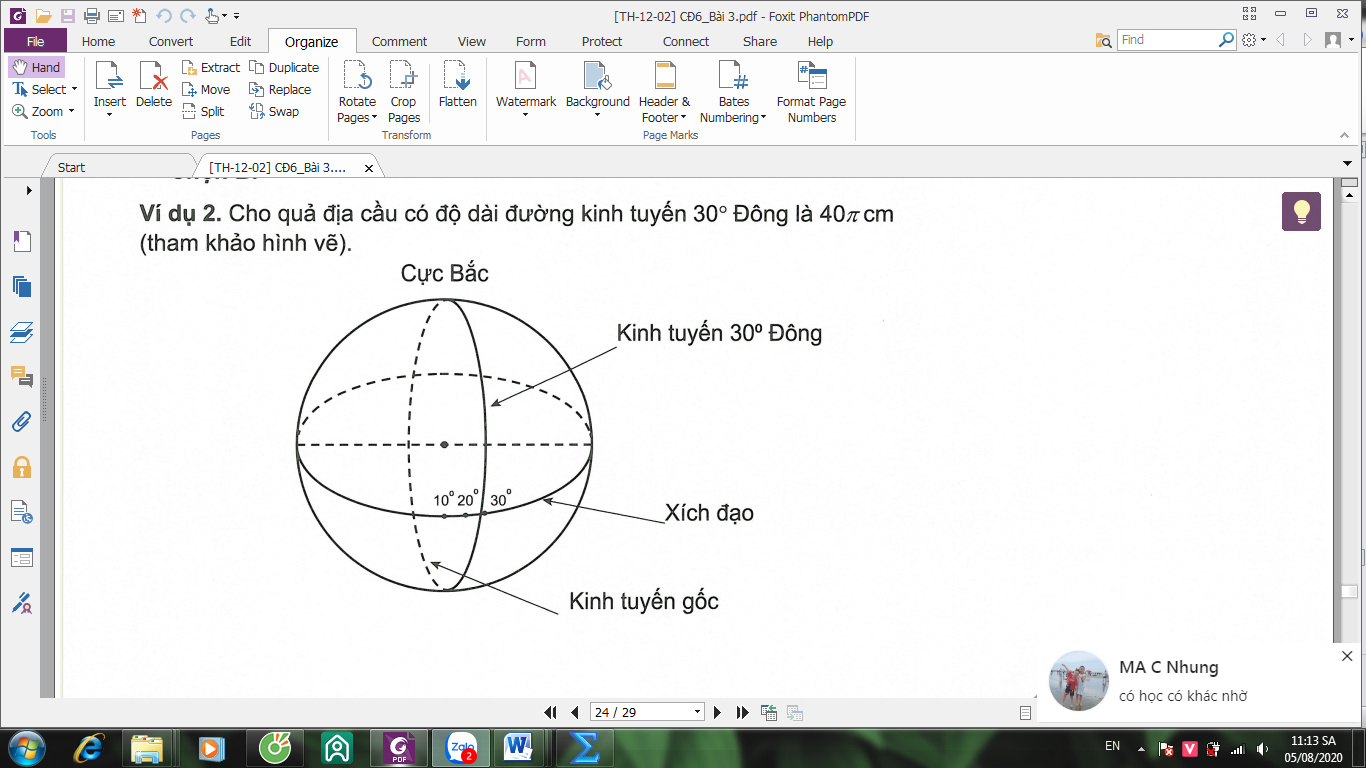 [TH-12-02] CĐ6_Bài 3.pdf - Foxit PhantomPDF
File Home Convert Edit Organize Comment View Form Protect Connect Share Help Find
Hand
Select
Zoom
Tools
Insert Delete
Extract Duplicate
Move Replace
Split Swap
Pages
Rotate Pages Crop Pages Flatten
Transform
Watermark Background Header & Footer Bates Numbering Format Page Numbers
Page Marks
Start [TH-12-02] CĐ6_Bài 3....
Ví dụ 2. Cho quả địa cầu có độ dài đường kinh tuyến 30° Đông là 40π cm
(tham khảo hình vẽ).
Cực Bắc
Kinh tuyến 30º Đông
10° 20° 30°
Xích đạo
Kinh tuyến gốc
MA C Nhung
có học có khác nhờ
24 / 29
PDF Zalo 2 W Σ EN V 11:13 SA
05/08/2020